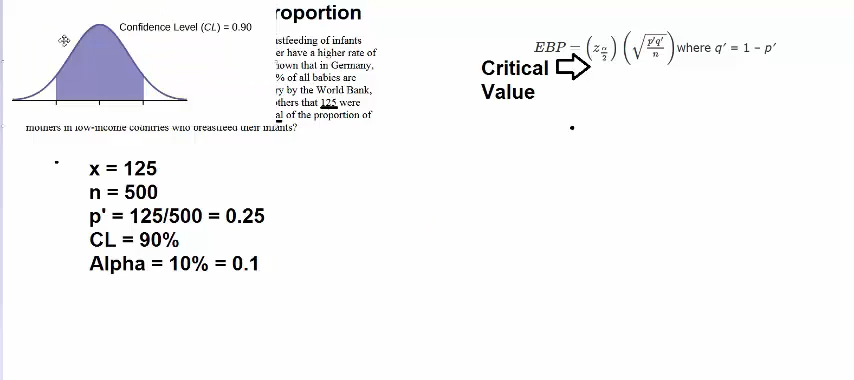 roportion
Confidence Level (CL) = 0.90
of infants
er have a higher rate of
that in Germany,
% of all babies are
ry by the World Bank,
thers that 125 were
al of the proportion of
mothers in low-income countries who breastfeed their infants?
EBP = (z α/2) (√p'q'/n) where q' = 1 - p'
Critical
Value
x = 125
n = 500
p' = 125/500 = 0.25
CL = 90%
Alpha = 10% = 0.1